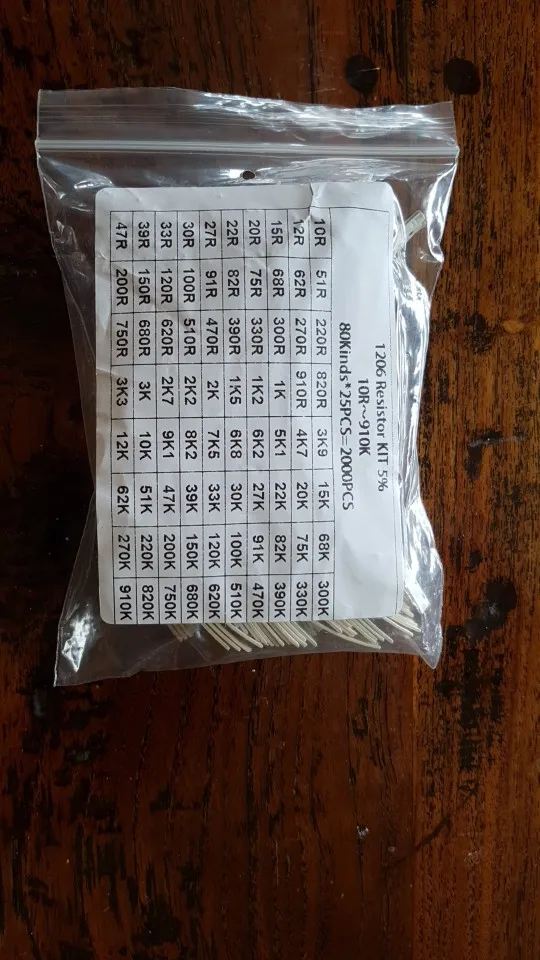 1206 Resistor KIT 5%
10R～910K
80Kinds*25PCS=2000PCS
10R 51R 220R 820R 3K9 15K 68K 300K
12R 62R 270R 910R 4K7 20K 75K 330K
15R 68R 300R 1K 5K1 22K 82K 390K
20R 75R 330R 1K2 6K2 27K 91K 470K
22R 82R 390R 1K5 6K8 30K 100K 510K
27R 91R 470R 2K 7K5 33K 120K 620K
30R 100R 510R 2K2 8K2 39K 150K 680K
33R 120R 620R 2K7 9K1 47K 200K 750K
39R 150R 680R 3K 10K 51K 220K 820K
47R 200R 750R 3K3 12K 62K 270K 910K